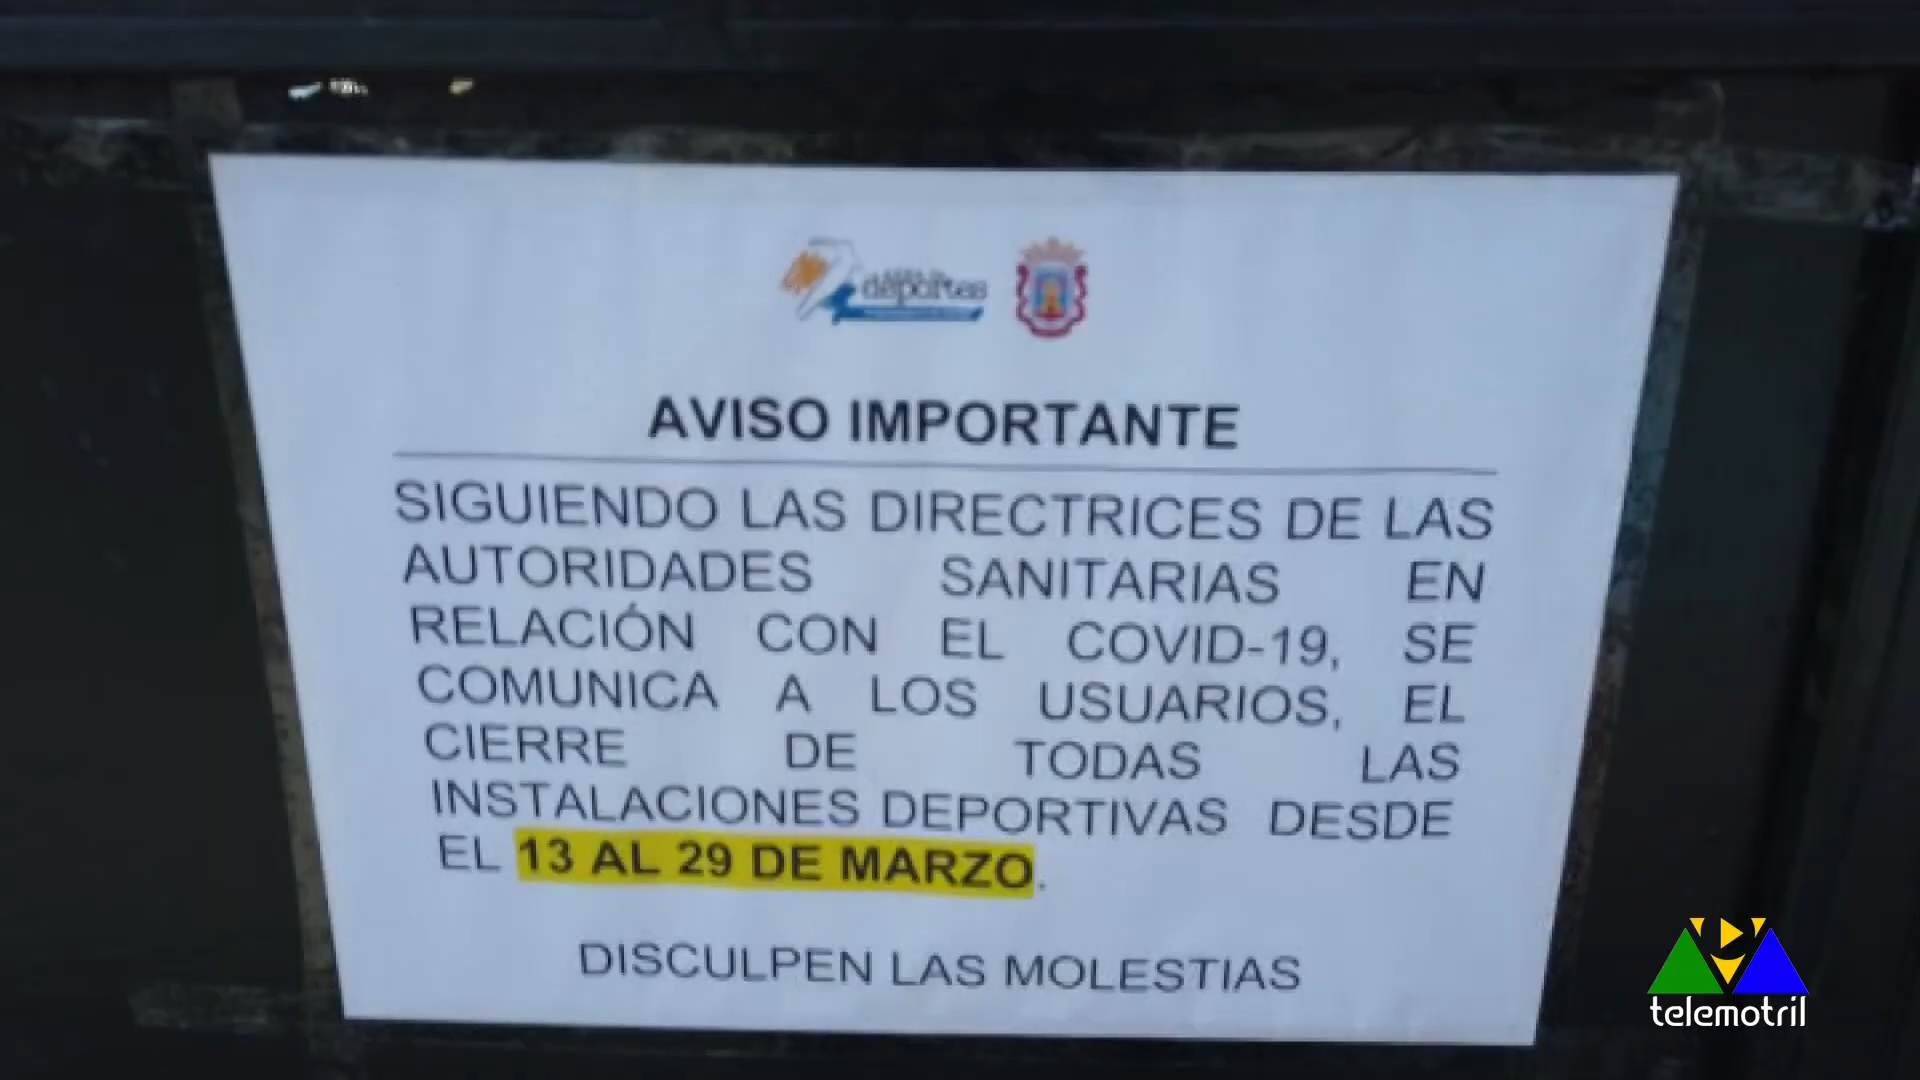 deportes
AVISO IMPORTANTE
SIGUIENDO LAS DIRECTRICES DE LAS
AUTORIDADES SANITARIAS EN
RELACIÓN CON EL COVID-19, SE
COMUNICA A LOS USUARIOS, EL
CIERRE DE TODAS LAS
INSTALACIONES DEPORTIVAS DESDE
EL 13 AL 29 DE MARZO.
DISCULPEN LAS MOLESTIAS
telemotril